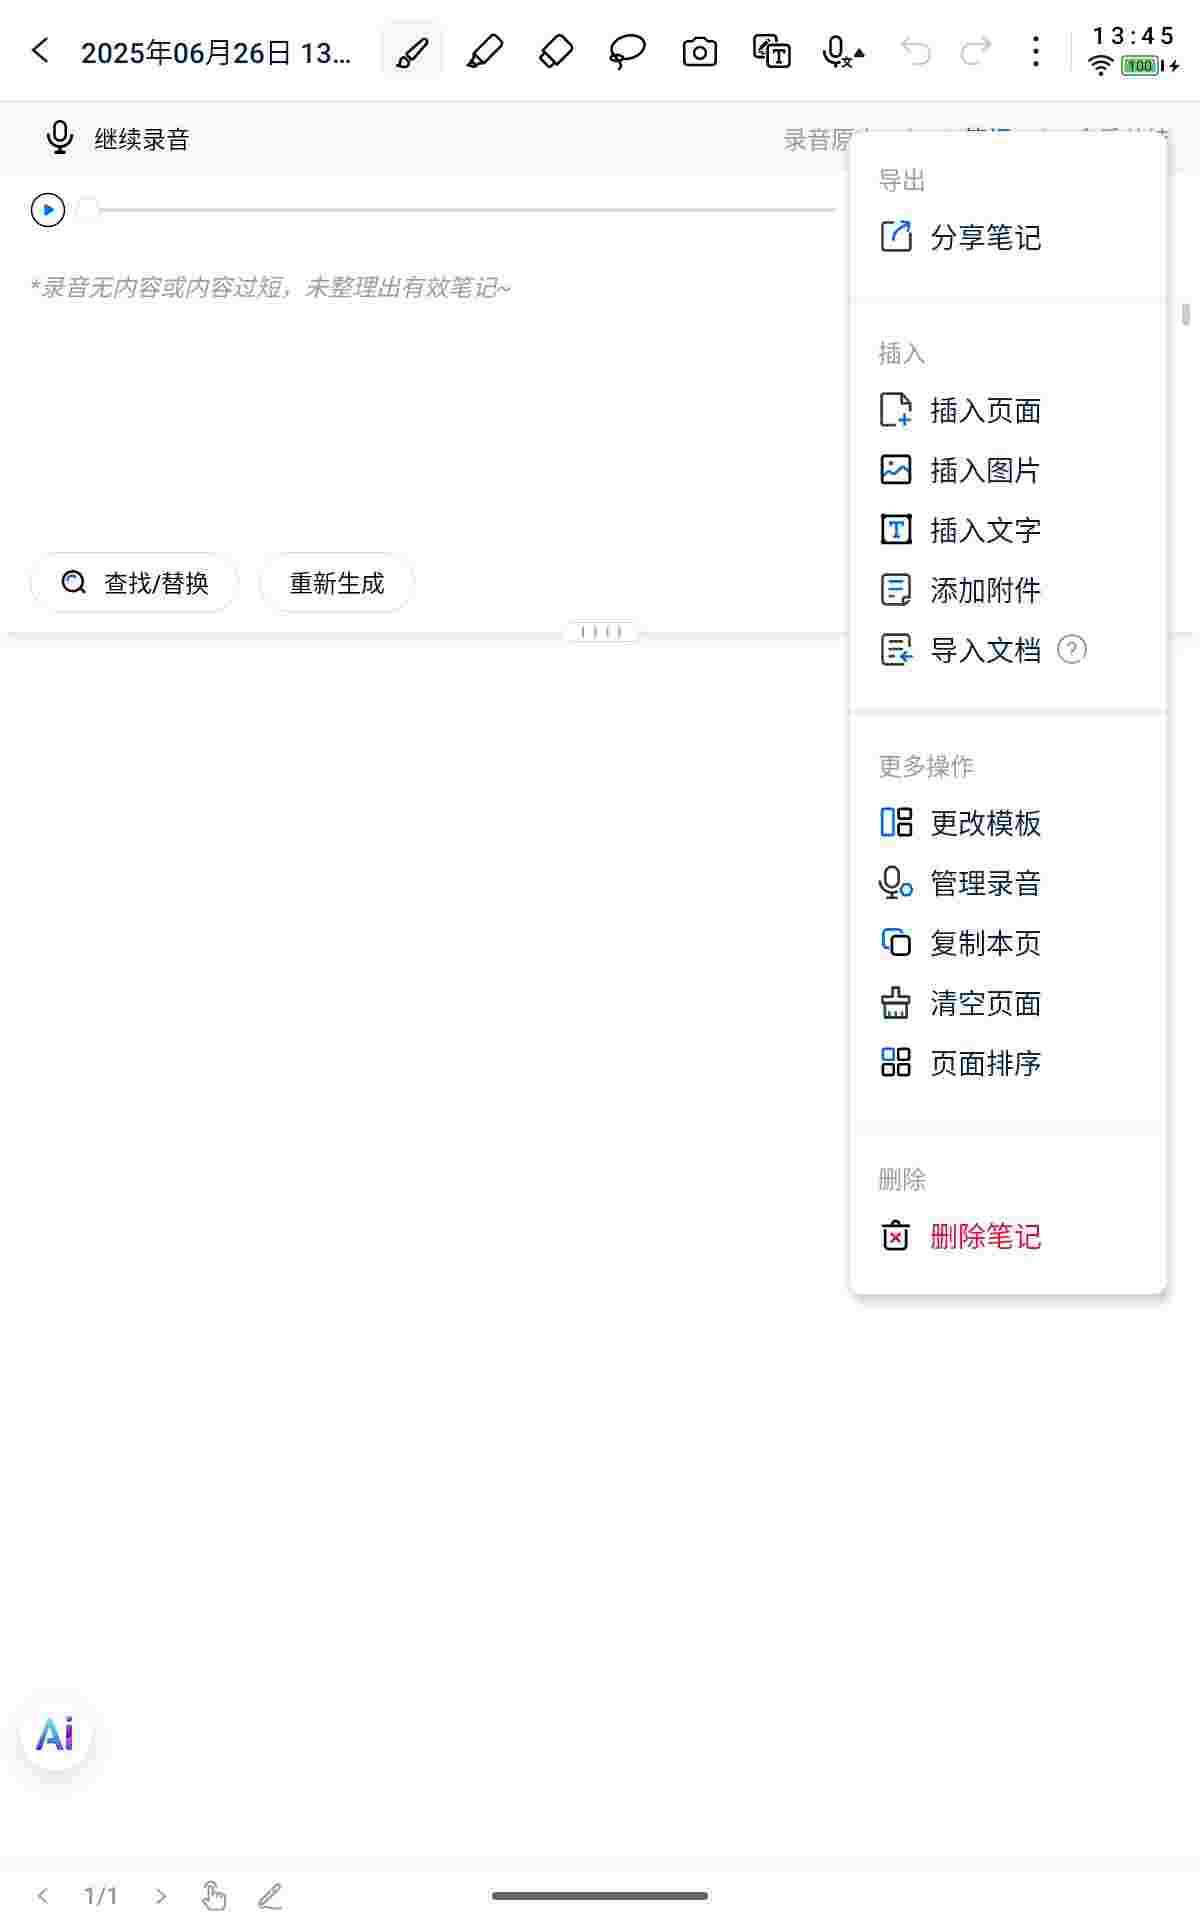 2025年06月26日 13...
13:45
100
继续录音
录音原
导出
分享笔记
*录音无内容或内容过短，未整理出有效笔记~
插入
插入页面
插入图片
插入文字
添加附件
导入文档 ?
查找/替换
重新生成
更多操作
更改模板
管理录音
复制本页
清空页面
页面排序
删除
删除笔记
Ai
1/1